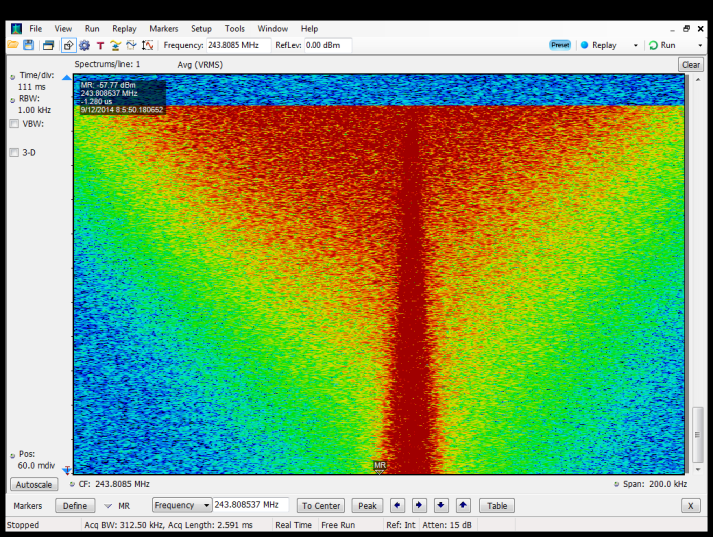 File View Run Replay Markers Setup Tools Window Help
Frequency: 243.8085 MHz RefLev: 0.00 dBm Preset Replay Run
Spectrums/line: 1 Avg (VRMS) Clear
Time/div:
111 ms
RBW:
1.00 kHz
VBW:
3-D
MR: -57.77 dBm
243.808537 MHz
-1.280 us
9/12/2014 8:5:50.180652
MR
Pos:
60.0 mdiv
Autoscale CF: 243.8085 MHz Span: 200.0 kHz
Markers Define MR Frequency 243.808537 MHz To Center Peak Table X
Stopped Acq BW: 312.50 kHz, Acq Length: 2.591 ms Real Time Free Run Ref: Int Atten: 15 dB